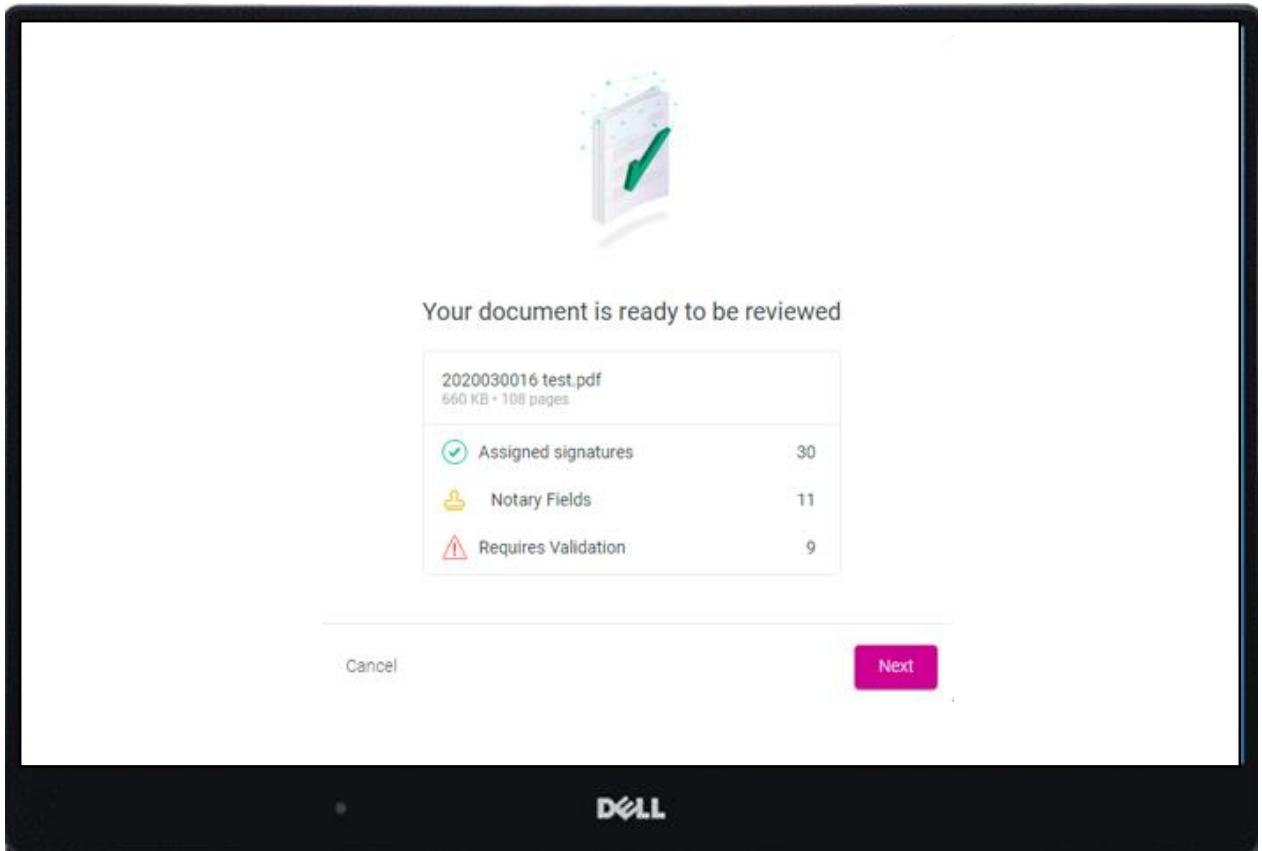 Your document is ready to be reviewed
2020030016 test.pdf
660 KB • 108 pages
Assigned signatures 30
Notary Fields 11
Requires Validation 9
Cancel Next
DELL